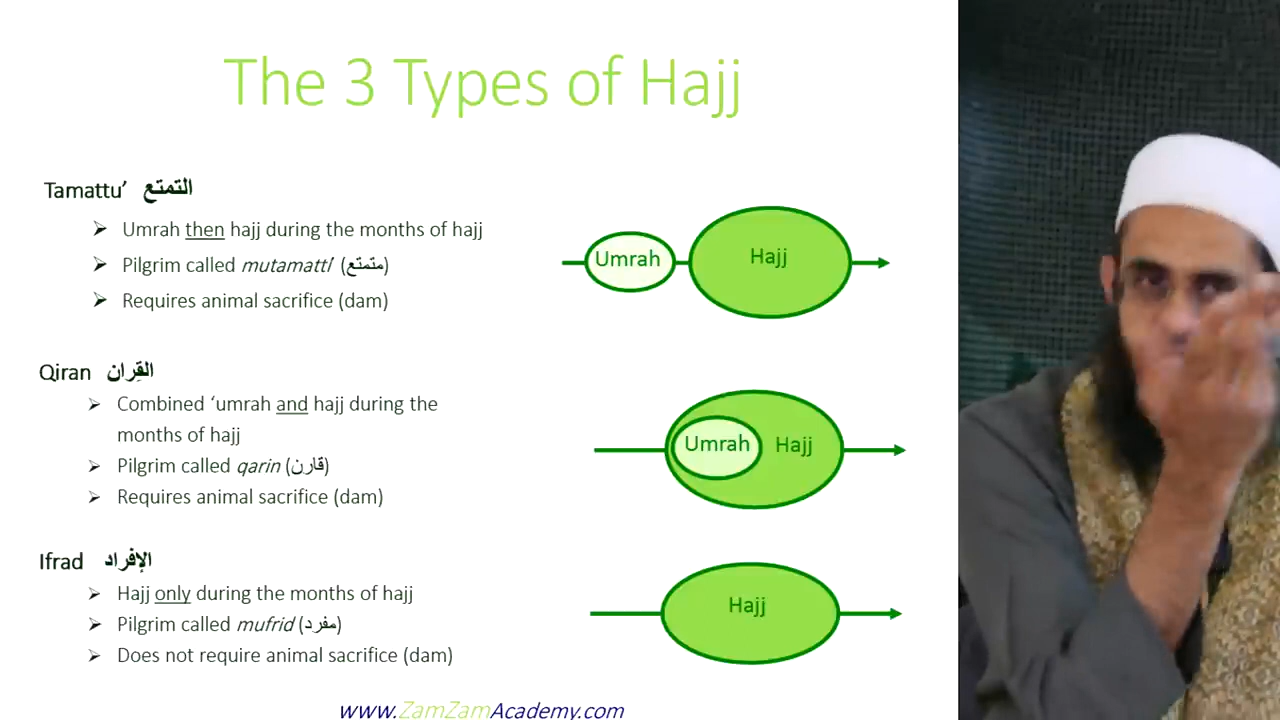 The 3 Types of Hajj
Tamattu’ التمتع
Umrah then hajj during the months of hajj
Pilgrim called mutamatti’ (متمتع)
Requires animal sacrifice (dam)
Umrah
Hajj
Qiran القِران
Combined ‘umrah and hajj during the
months of hajj
Pilgrim called qarin (قارن)
Requires animal sacrifice (dam)
Umrah
Hajj
Ifrad الإفراد
Hajj only during the months of hajj
Pilgrim called mufrid (مفرد)
Does not require animal sacrifice (dam)
Hajj
www.ZamZamAcademy.com